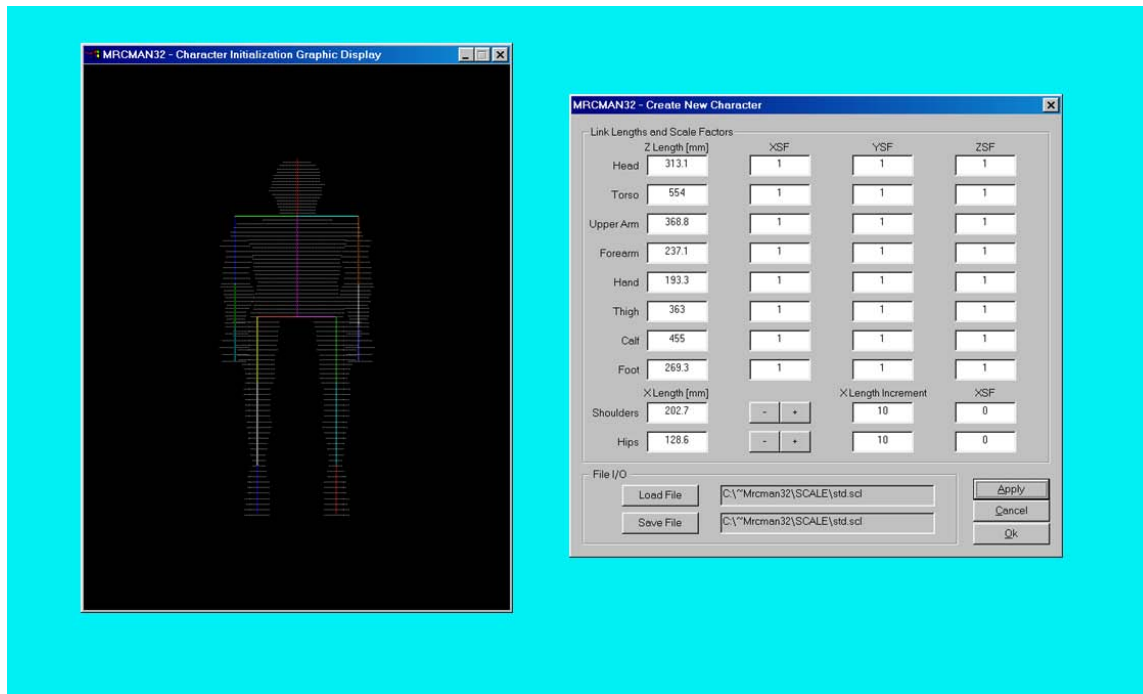 MRCMAN32 - Character Initialization Graphic Display
MRCMAN32 - Create New Character
Link Lengths and Scale Factors
Z Length [mm] XSF YSF ZSF
Head 313.1 1 1 1
Torso 554 1 1 1
Upper Arm 368.8 1 1 1
Forearm 237.1 1 1 1
Hand 193.3 1 1 1
Thigh 363 1 1 1
Calf 455 1 1 1
Foot 269.3 1 1 1
X Length [mm] X Length Increment XSF
Shoulders 202.7 - + 10 0
Hips 128.6 - + 10 0
File I/O
Load File C:\~Mrcman32\SCALE\std.scl
Save File C:\~Mrcman32\SCALE\std.scl
Apply
Cancel
Ok